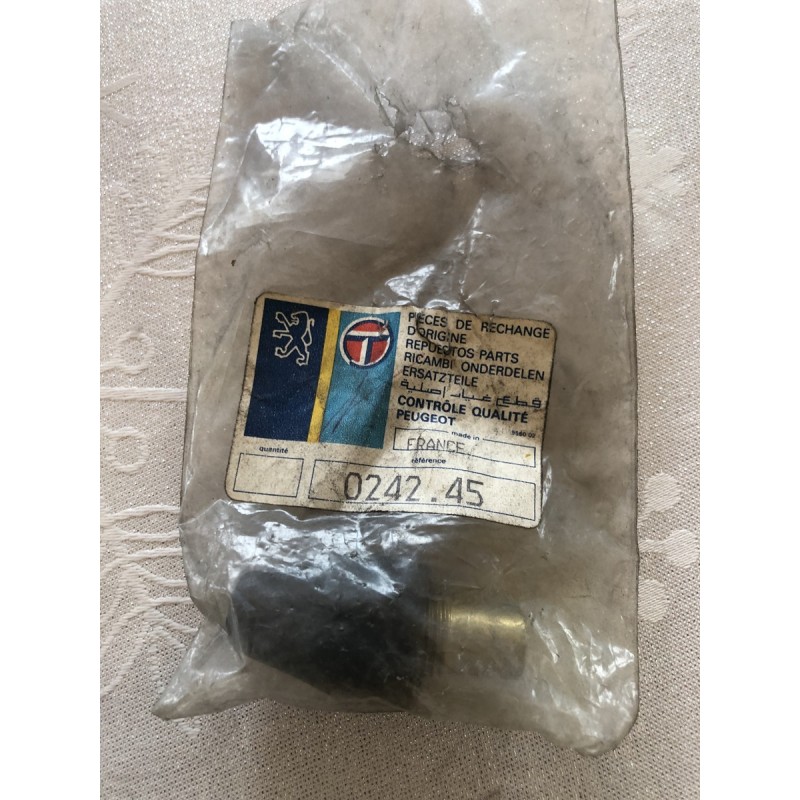 T
PIECES DE RECHANGE
D'ORIGINE
REPUESTOS PARTS
RICAMBI ONDERDELEN
ERSATZTEILE
قطع غيار إصلية
CONTRÔLE QUALITÉ
PEUGEOT
made in
FRANCE
quantité
référence
0242.45